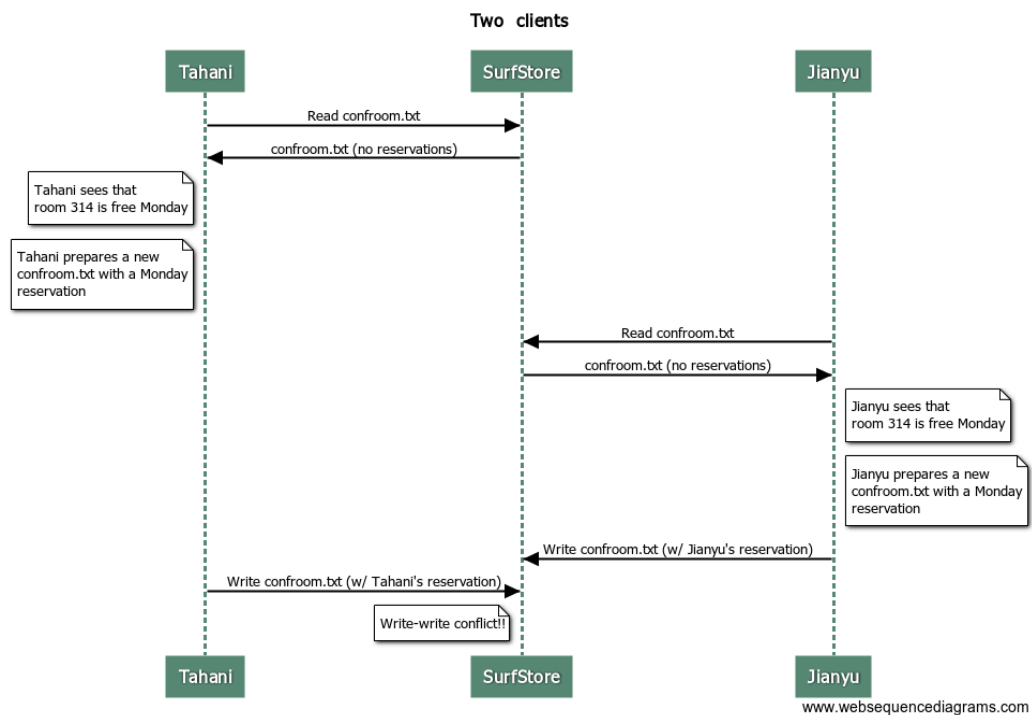 Two clients
Tahani
SurfStore
Jianyu
Read confroom.txt
confroom.txt (no reservations)
Tahani sees that
room 314 is free Monday
Tahani prepares a new
confroom.txt with a Monday
reservation
Read confroom.txt
confroom.txt (no reservations)
Jianyu sees that
room 314 is free Monday
Jianyu prepares a new
confroom.txt with a Monday
reservation
Write confroom.txt (w/ Jianyu's reservation)
Write confroom.txt (w/ Tahani's reservation)
Write-write conflict!!
Tahani
SurfStore
Jianyu
www.websequencediagrams.com